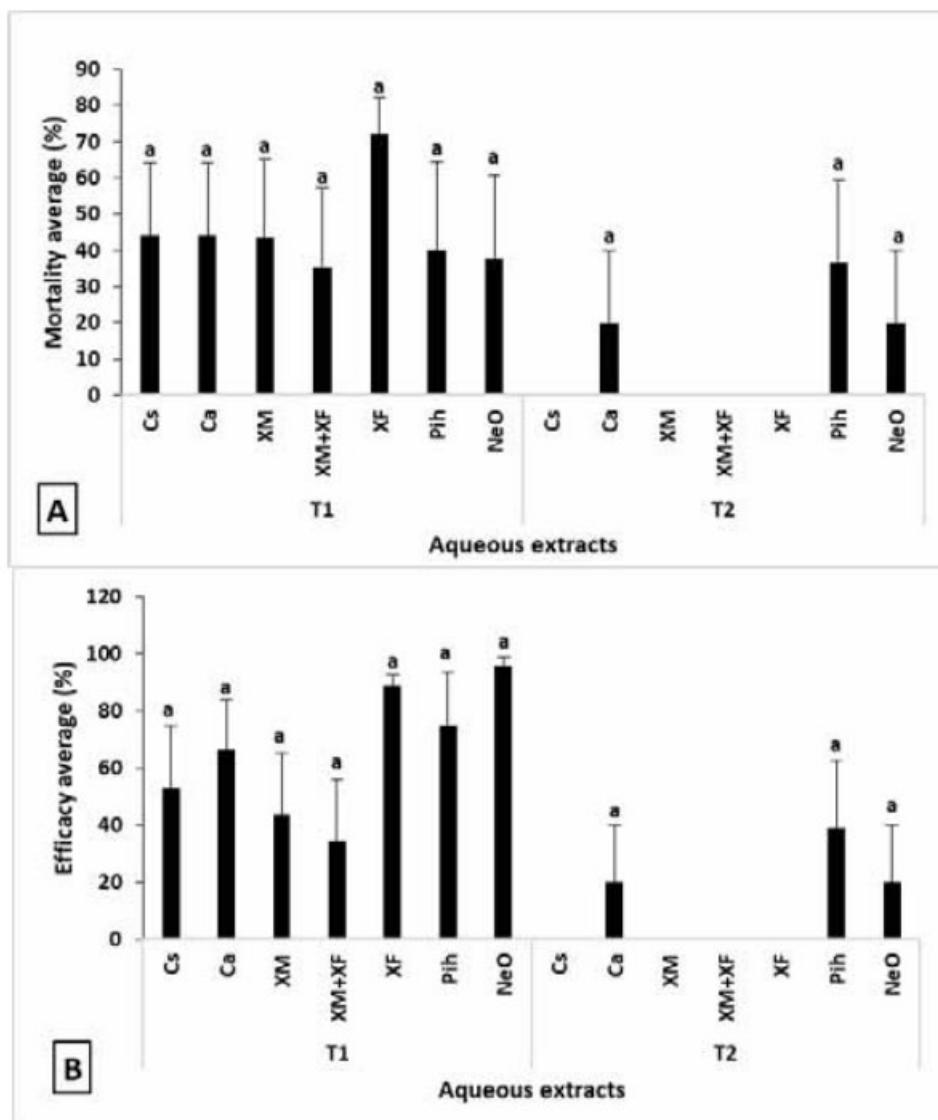 Mortality average (%)
90
80
70
60
50
40
30
20
10
0
a a a a a a a a a a
Cs Ca XM XM+XF XF Pih NeO Cs Ca XM XM+XF XF Pih NeO
T1 T2
A
Aqueous extracts
Efficacy average (%)
120
100
80
60
40
20
0
a a a a a a a a a a
Cs Ca XM XM+XF XF Pih NeO Cs Ca XM XM+XF XF Pih NeO
T1 T2
B
Aqueous extracts